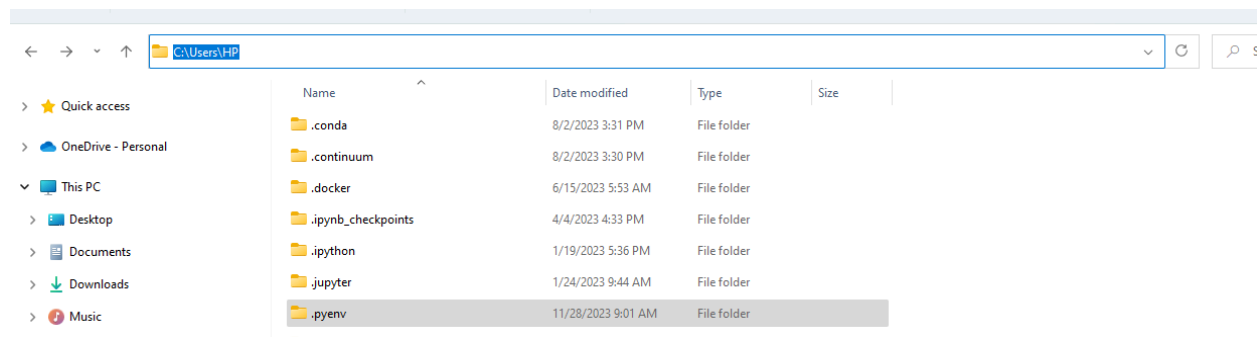 C:\Users\HP
S
Name Date modified Type Size
Quick access
.conda 8/2/2023 3:31 PM File folder
OneDrive - Personal
.continuum 8/2/2023 3:30 PM File folder
This PC
.docker 6/15/2023 5:53 AM File folder
Desktop
.ipynb_checkpoints 4/4/2023 4:33 PM File folder
Documents
.ipython 1/19/2023 5:36 PM File folder
Downloads
.jupyter 1/24/2023 9:44 AM File folder
Music
.pyenv 11/28/2023 9:01 AM File folder